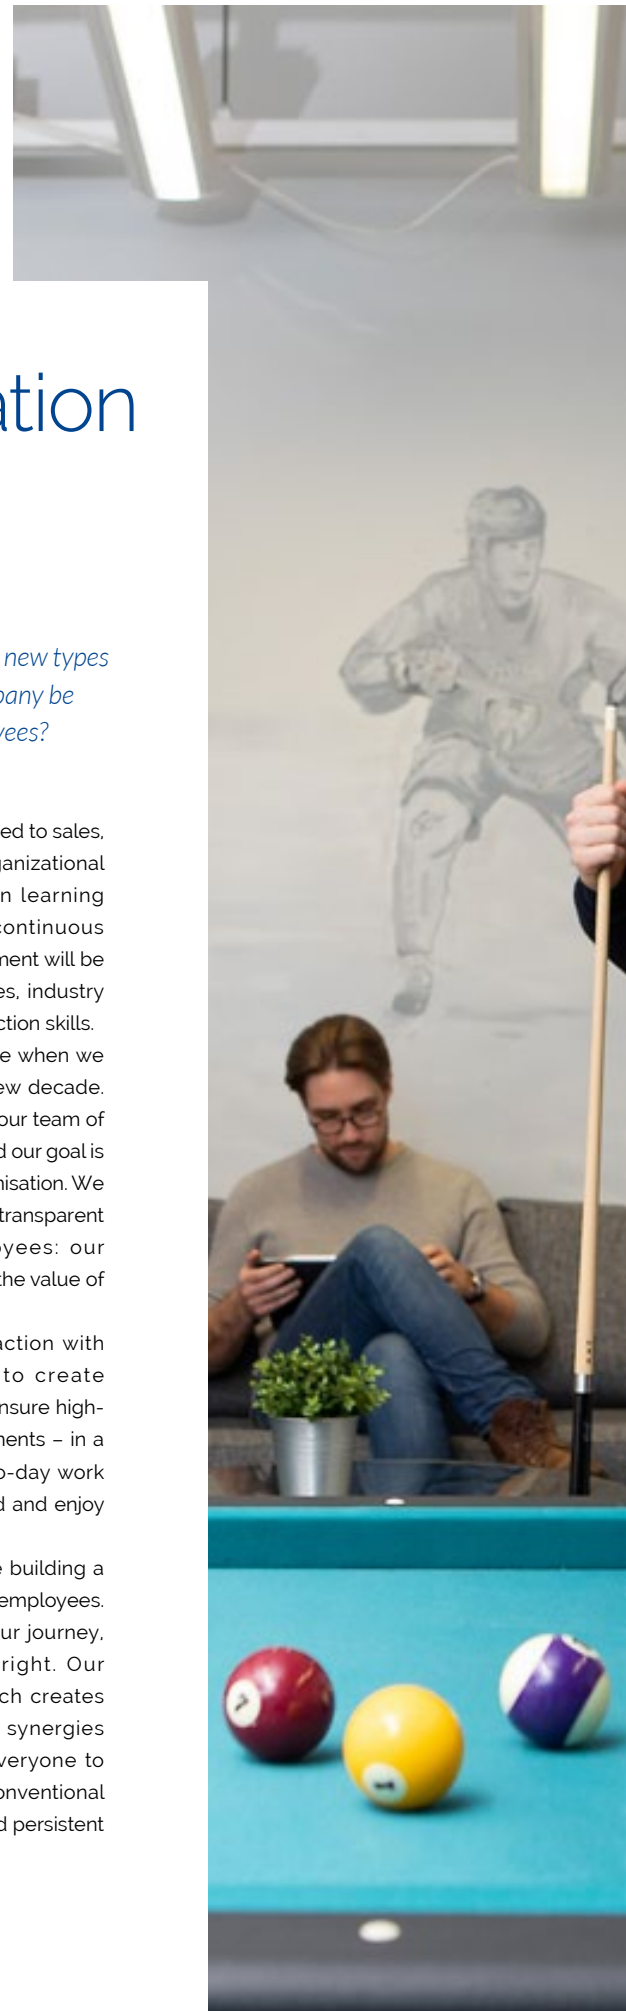 ation
new types
pany be
yees?
ed to sales,
ganizational
n learning
continuous
ment will be
es, industry
ction skills.
e when we
ew decade.
our team of
d our goal is
nisation. We
transparent
oyees: our
the value of
action with
to create
nsure high-
ments – in a
o-day work
d and enjoy
e building a
employees.
ur journey,
right. Our
ch creates
synergies
veryone to
onventional
d persistent
7
1